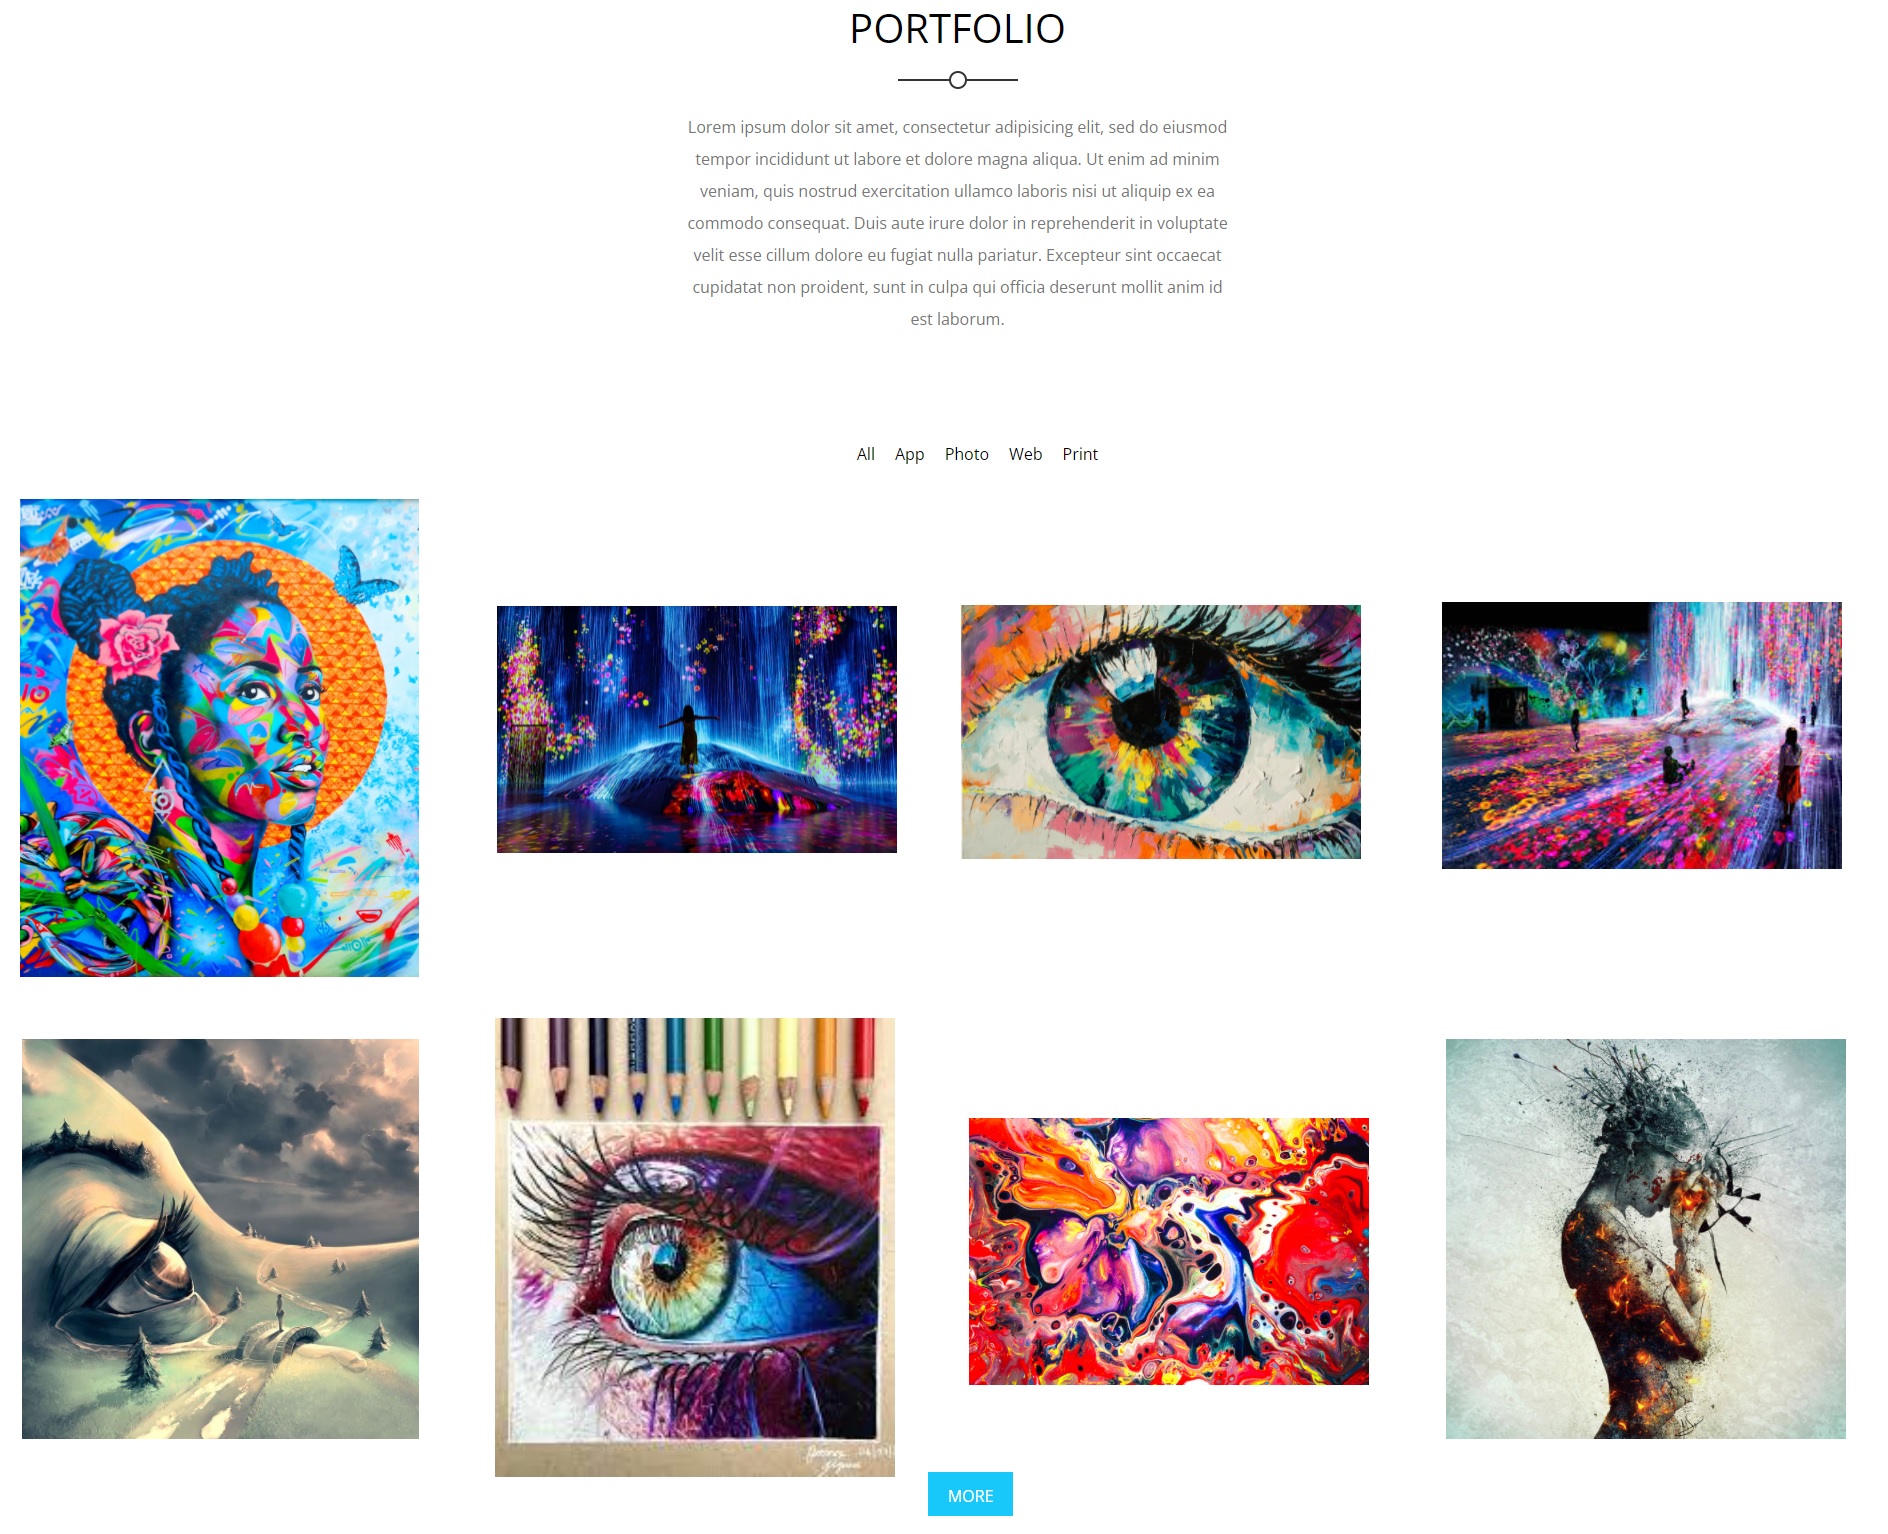 PORTFOLIO
Lorem ipsum dolor sit amet, consectetur adipisicing elit, sed do eiusmod
tempor incididunt ut labore et dolore magna aliqua. Ut enim ad minim
veniam, quis nostrud exercitation ullamco laboris nisi ut aliquip ex ea
commodo consequat. Duis aute irure dolor in reprehenderit in voluptate
velit esse cillum dolore eu fugiat nulla pariatur. Excepteur sint occaecat
cupidatat non proident, sunt in culpa qui officia deserunt mollit anim id
est laborum.
All App Photo Web Print
MORE